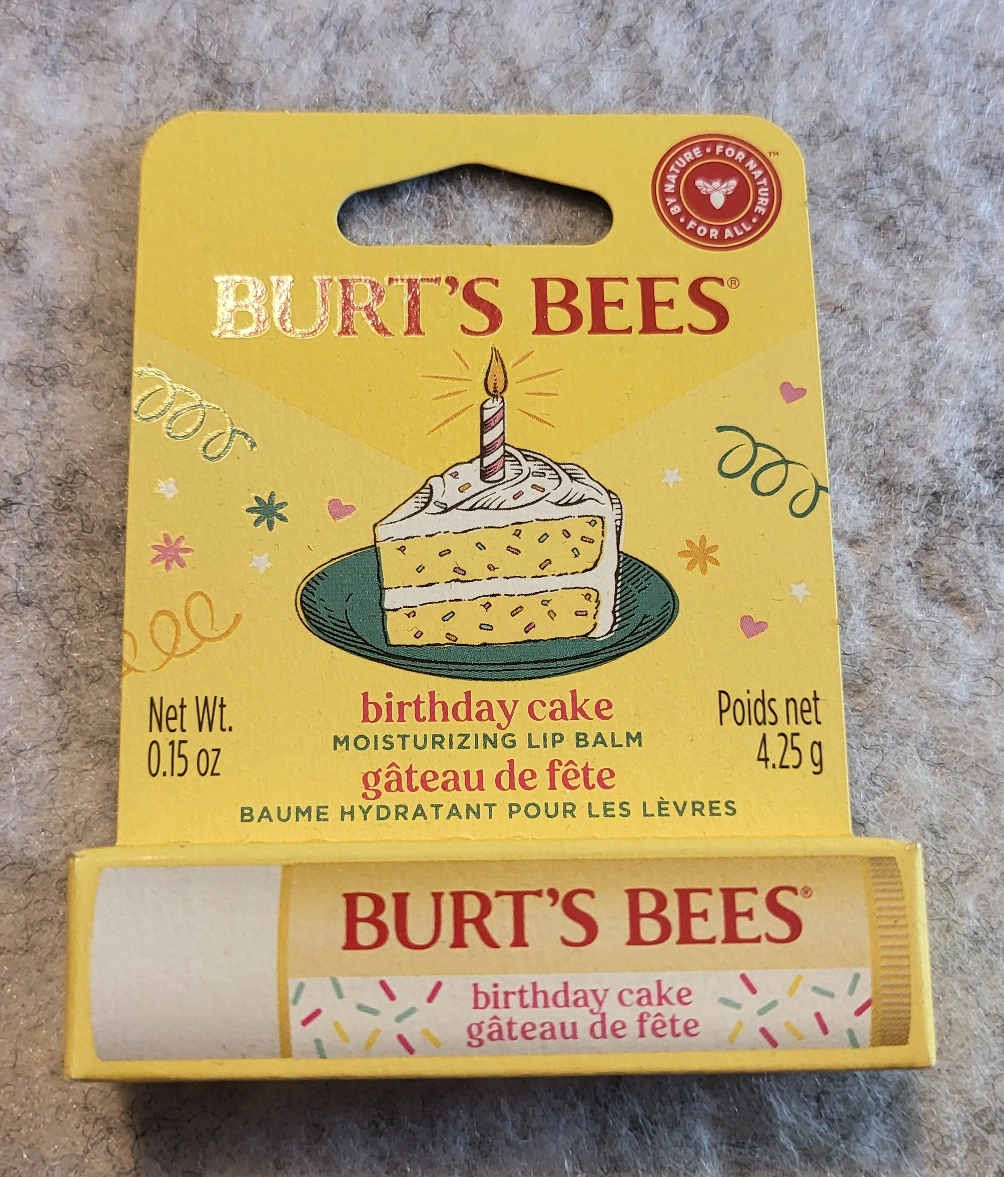 BY NATURE • FOR NATURE • FOR ALL • ™
BURT'S BEES®
Net Wt.
0.15 oz
birthday cake
MOISTURIZING LIP BALM
gâteau de fête
BAUME HYDRATANT POUR LES LÈVRES
Poids net
4.25 g
BURT'S BEES®
birthday cake
gâteau de fête